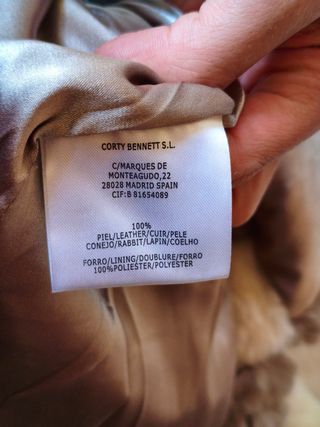 CORTY BENNETT S.L.
C/MARQUES DE
MONTEAGUDO,22
28028 MADRID SPAIN
CIF:B 81654089
100%
PIEL/LEATHER/CUIR/PELE
CONEJO/RABBIT/LAPIN/COELHO
FORRO/LINING/DOUBLURE/FORRO
100%POLIESTER/POLYESTER